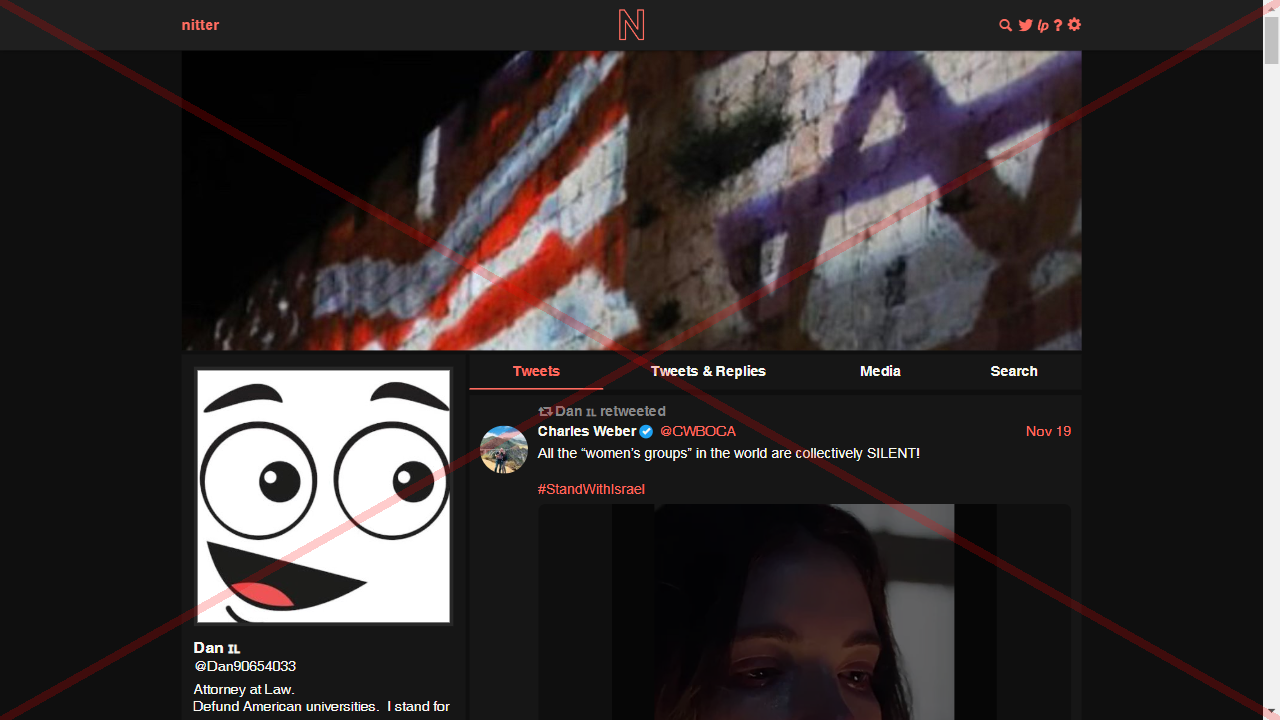 nitter
N
lp ?
Tweets
Tweets & Replies
Media
Search
Dan IL retweeted
Charles Weber @CWBOCA
Nov 19
All the “women’s groups” in the world are collectively SILENT!
#StandWithIsrael
Dan IL
@Dan90654033
Attorney at Law.
Defund American universities. I stand for